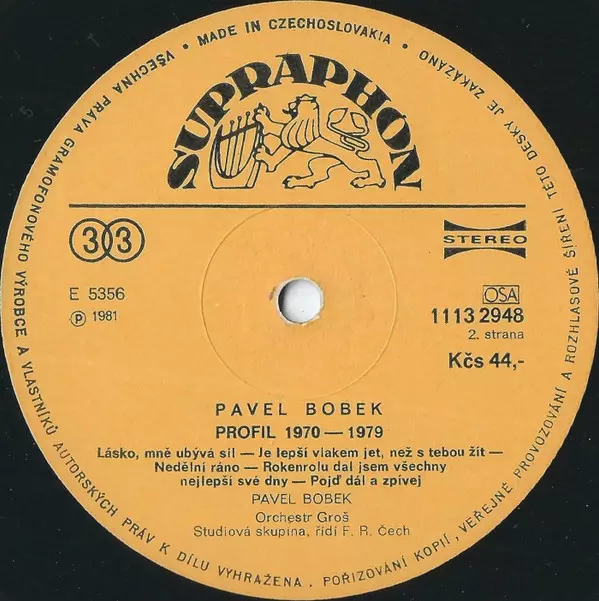 • MADE IN CZECHOSLOVAKIA •
VŠECHNA PRÁVA GRAMOFONOVÉHO VÝROBCE A VLASTNÍKŮ AUTORSKÝCH PRÁV K DÍLU VYHRAŽENA. POŘIZOVÁNÍ KOPIÍ, VEŘEJNÉ PROVOZOVÁNÍ A ROZHLASOVÉ ŠÍŘENÍ TÉTO DESKY JE ZAKÁZÁNO
SUPRAPHON
33
STEREO
E 5356
OSA
Ⓟ 1981
1113 2948
2. strana
Kčs 44,-
PAVEL BOBEK
PROFIL 1970 — 1979
Lásko, mně ubývá sil — Je lepší vlakem jet, než s tebou žít —
Nedělní ráno — Rokenrolu dal jsem všechny
nejlepší své dny — Pojď dál a zpívej
PAVEL BOBEK
Orchestr Groš
Studiová skupina, řídí F. R. Čech